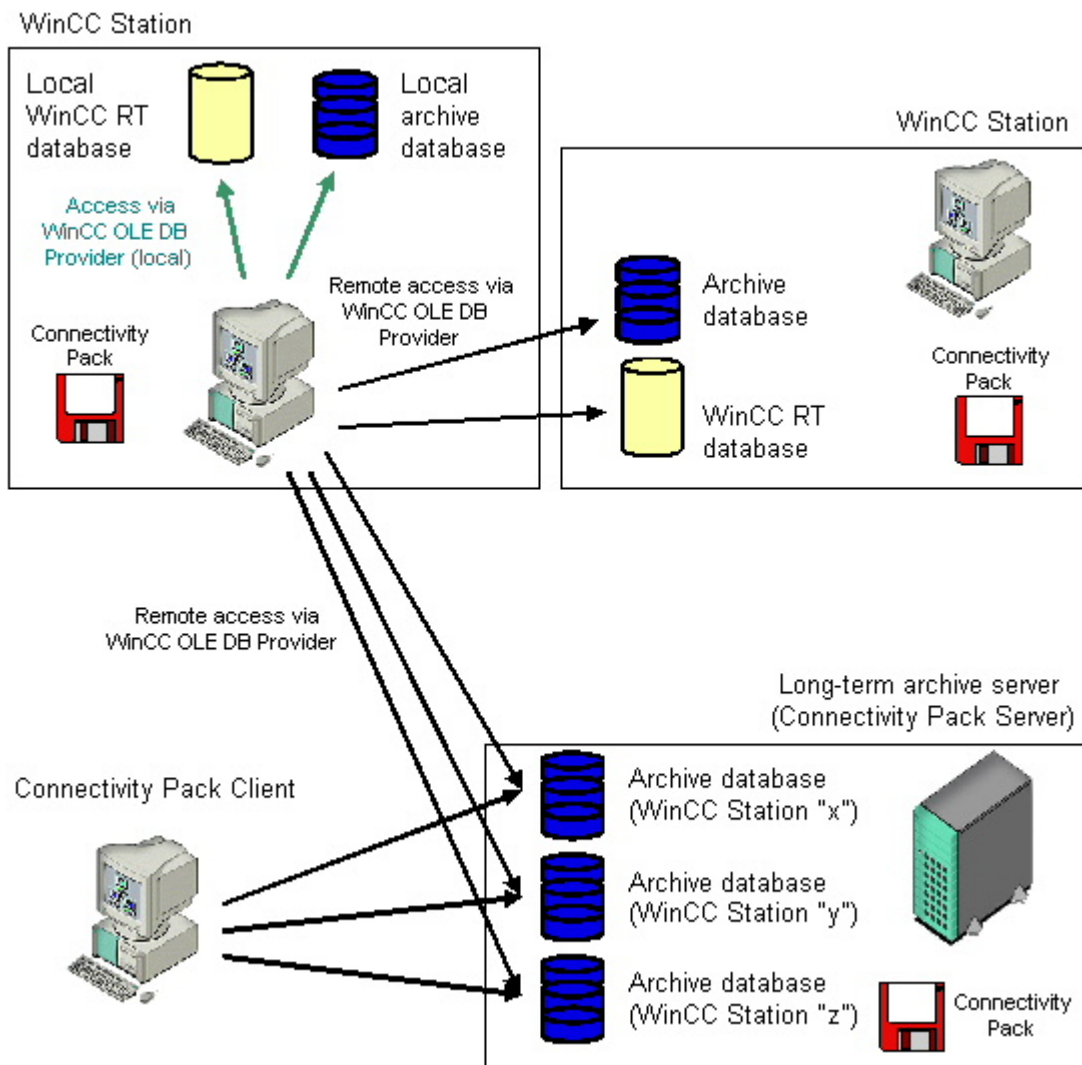 WinCC Station
Local
WinCC RT
database
Local
archive
database
Access via
WinCC OLE DB
Provider (local)
Connectivity
Pack
Remote access via
WinCC OLE DB
Provider
WinCC Station
Archive
database
WinCC RT
database
Connectivity
Pack
Remote access via
WinCC OLE DB Provider
Connectivity Pack Client
Long-term archive server
(Connectivity Pack Server)
Archive database
(WinCC Station "x")
Archive database
(WinCC Station "y")
Archive database
(WinCC Station "z")
Connectivity
Pack